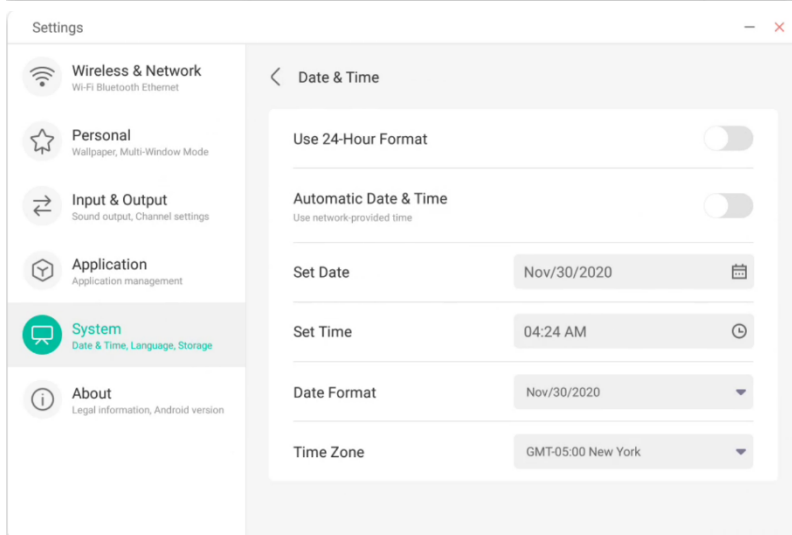 Settings
Wireless & Network
Wi-Fi Bluetooth Ethernet
Personal
Wallpaper, Multi-Window Mode
Input & Output
Sound output, Channel settings
Application
Application management
System
Date & Time, Language, Storage
About
Legal information, Android version
Date & Time
Use 24-Hour Format
Automatic Date & Time
Use network-provided time
Set Date
Nov/30/2020
Set Time
04:24 AM
Date Format
Nov/30/2020
Time Zone
GMT-05:00 New York